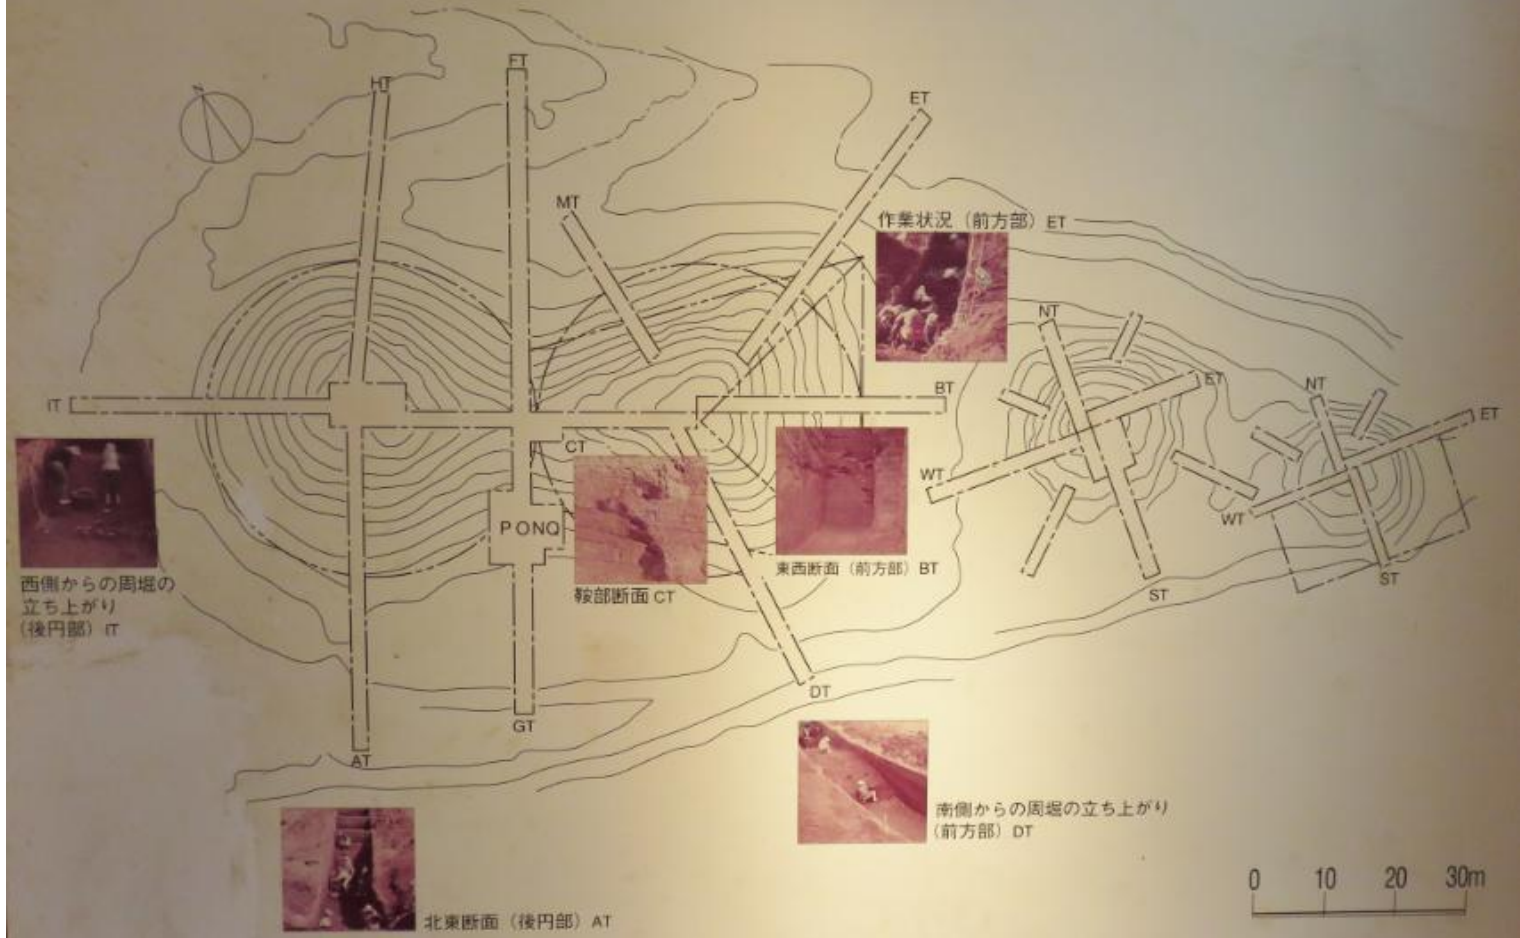 N
HT
FT
ET
MT
作業状況（前方部）ET
NT
ET
NT
ET
IT
BT
CT
WT
WT
PONQ
西側からの周堀の
立ち上がり
（後円部）IT
鞍部断面 CT
東西断面（前方部）BT
ST
ST
DT
GT
AT
南側からの周堀の立ち上がり
（前方部）DT
北東断面（後円部）AT
0 10 20 30m